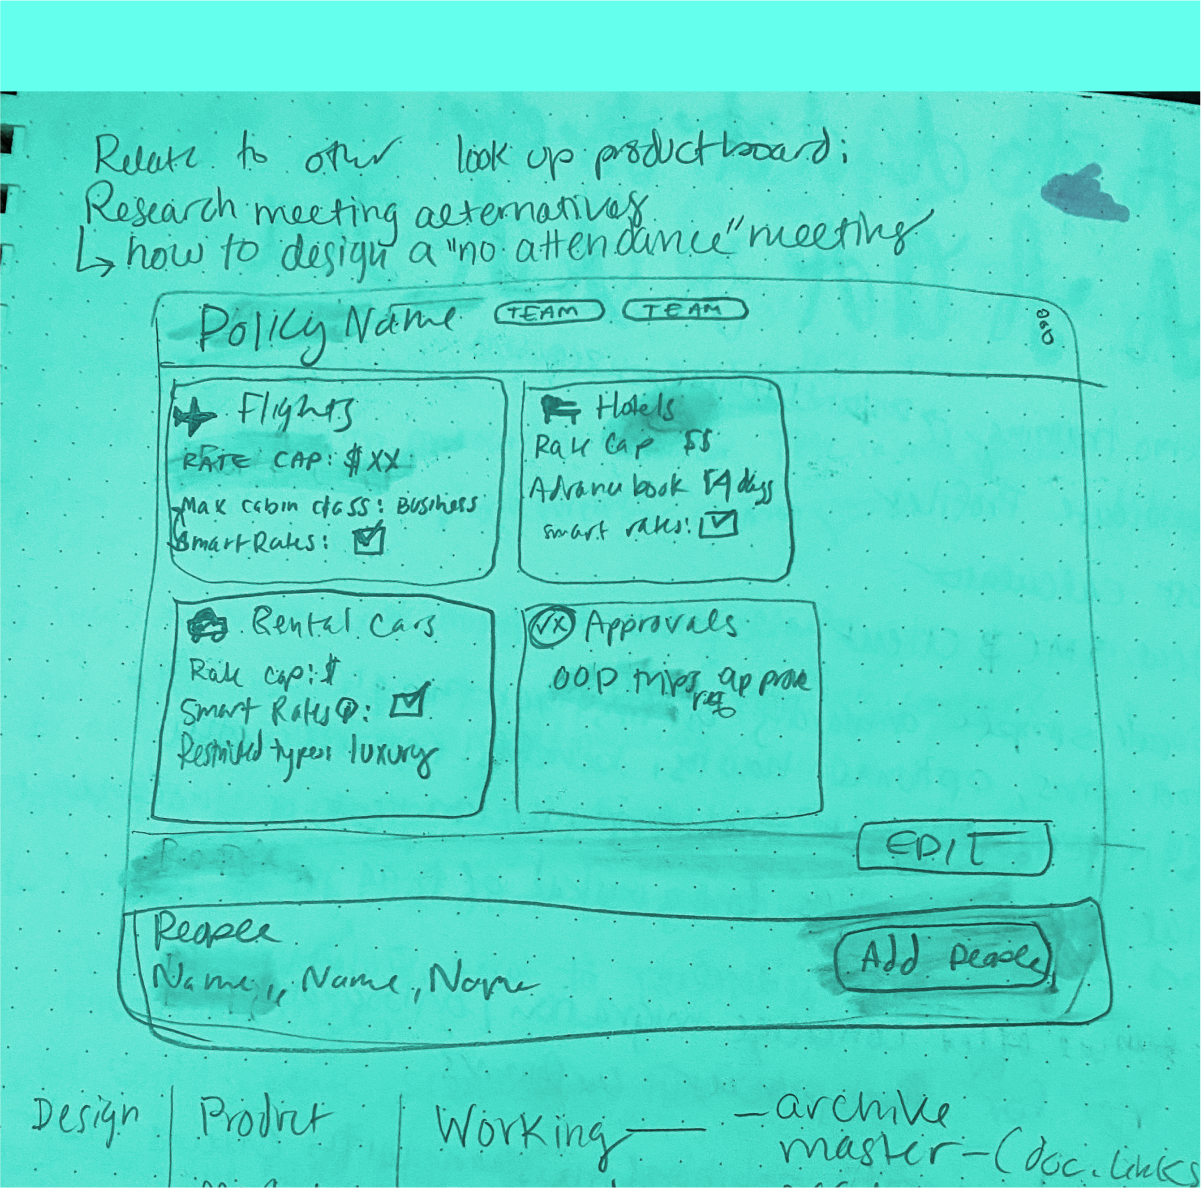 Relate to other look up productboard:
Research meeting alternatives
↳ how to design a "no attendance" meeting
Policy Name TEAM TEAM
Flights
RATE CAP: $XX
Max cabin class: Business
Smart Rates: ☑
Hotels
Rate Cap $$
Advance book 14 days
smart rates: ☑
Rental Cars
Rate cap: $
Smart Rates ⓘ: ☑
Restricted types: luxury
✓x Approvals
OOP trips approve
EDIT
People
Name, Name, Name
Add people
Design | Product | Working — - archive
master - (doc. links